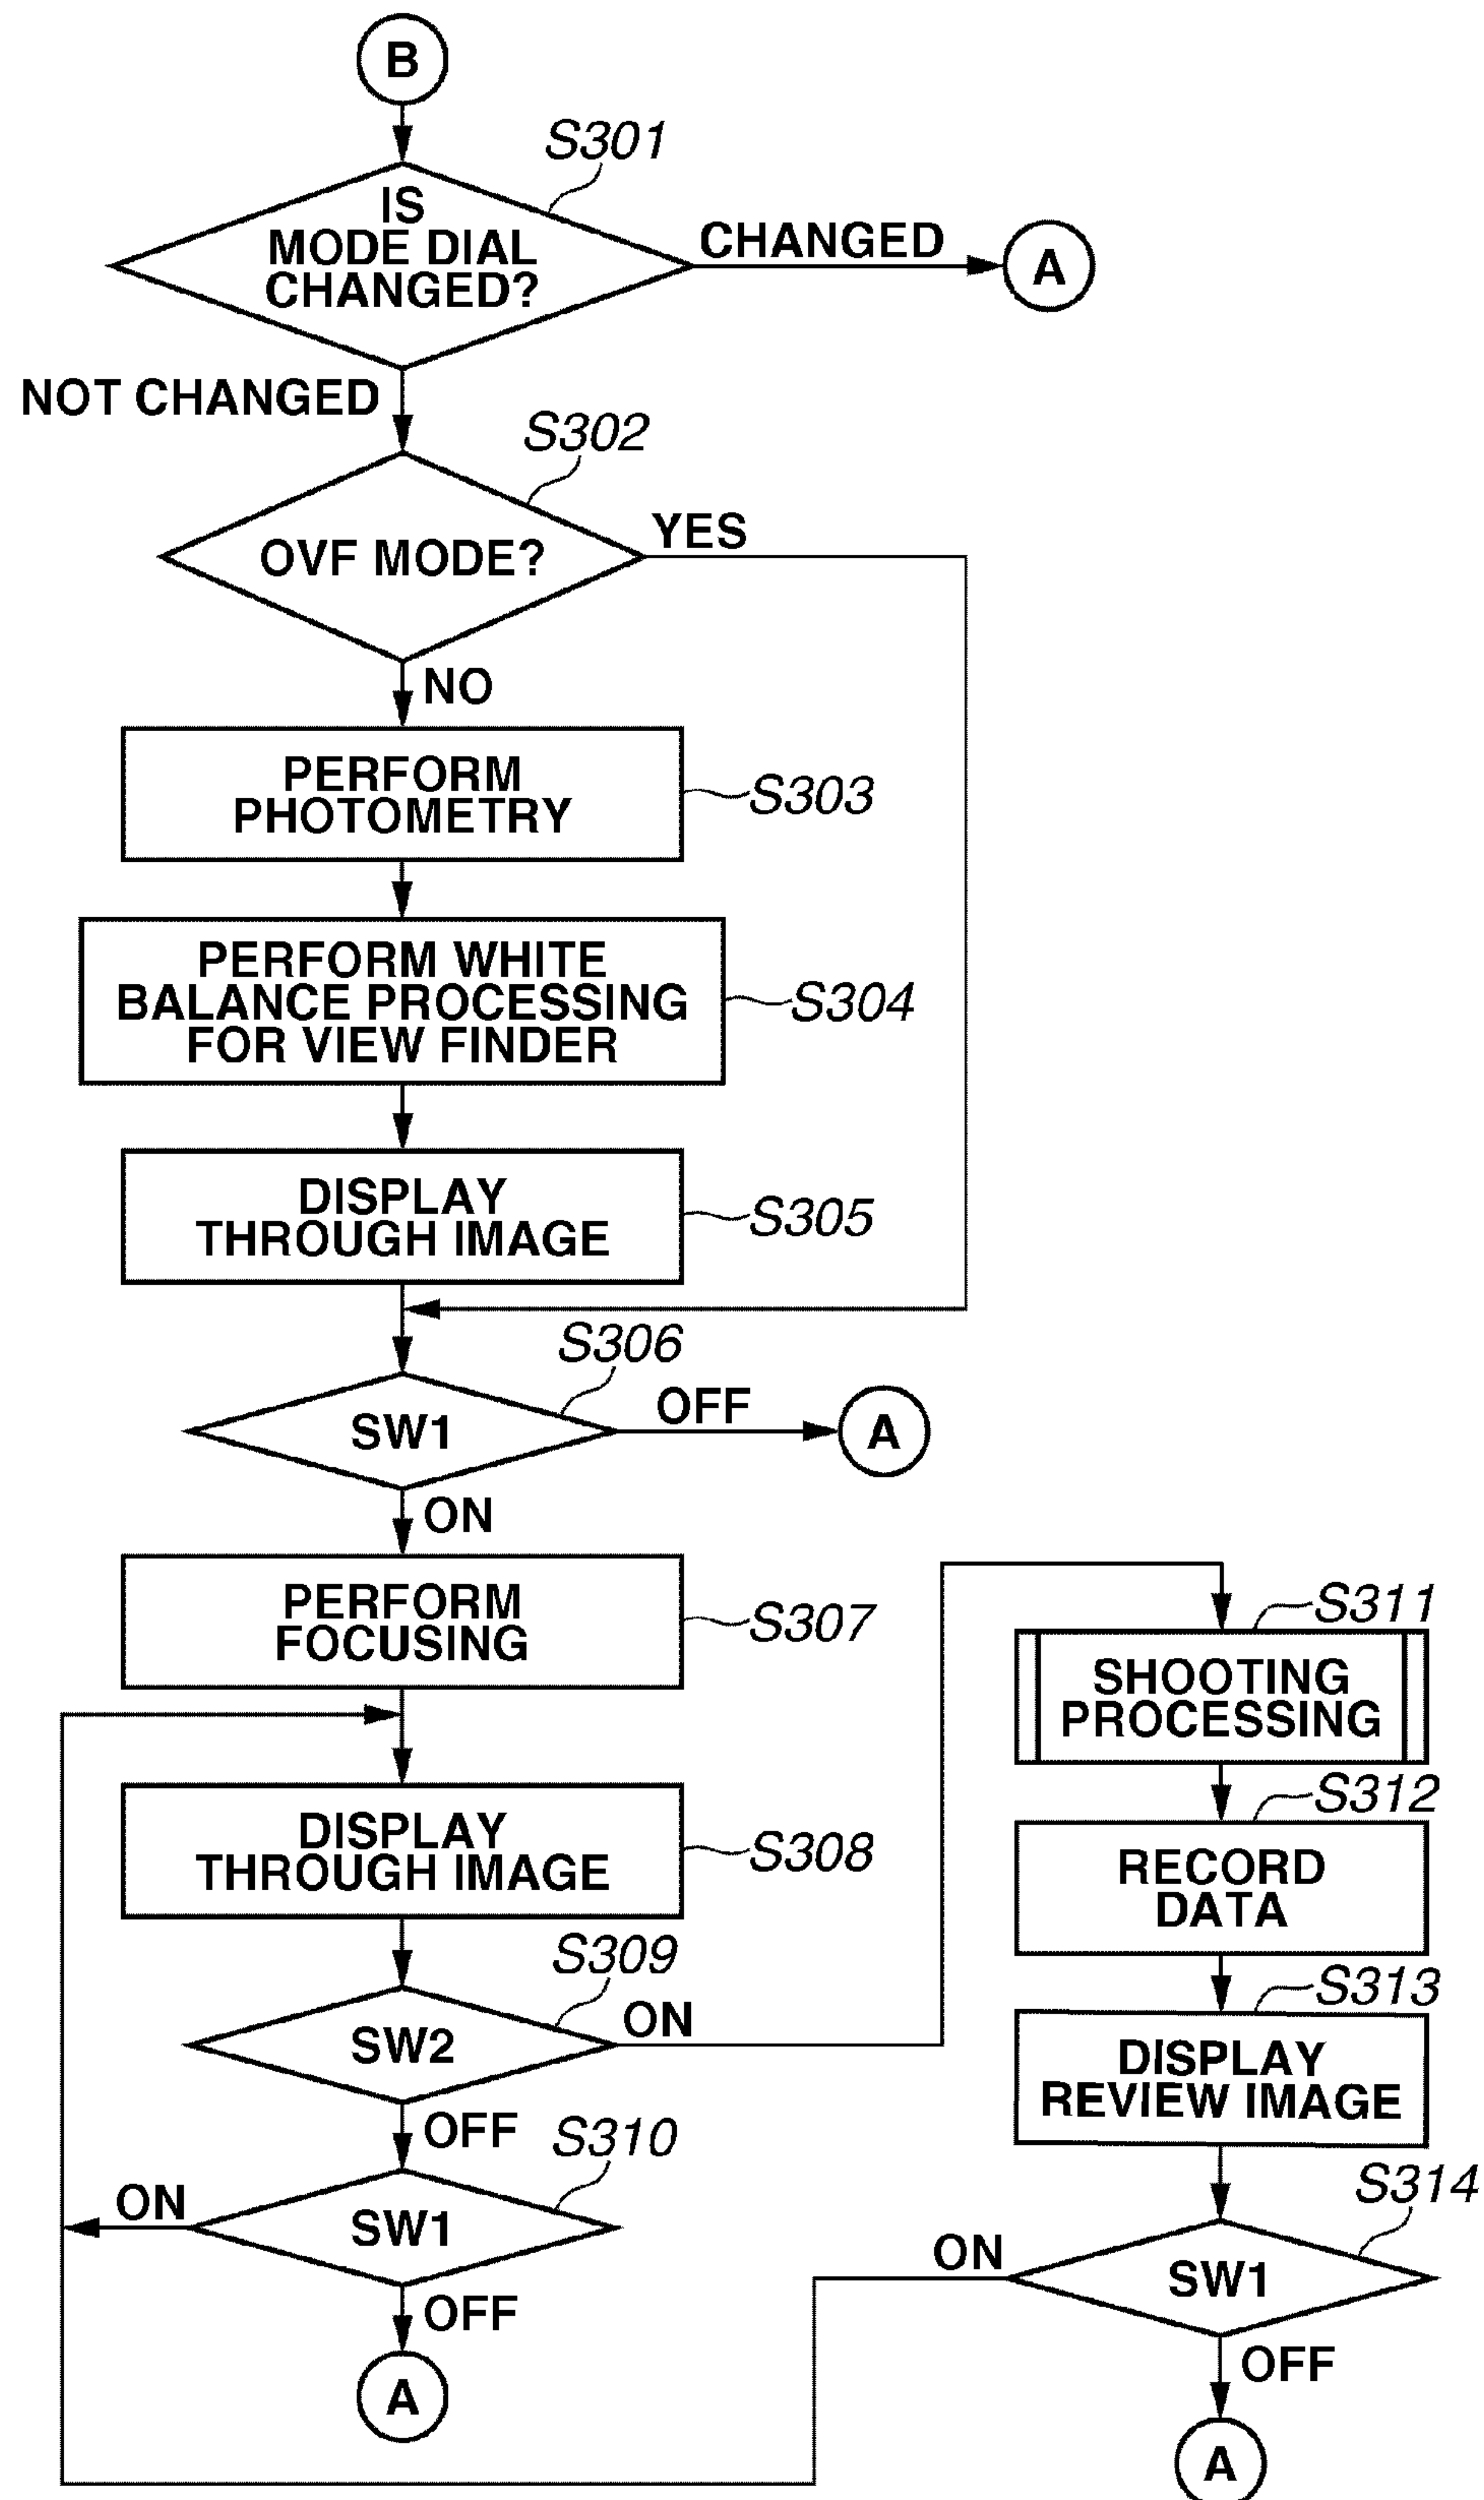 B
S301
IS
MODE DIAL
CHANGED?
CHANGED
A
NOT CHANGED
S302
OVF MODE?
YES
NO
PERFORM
PHOTOMETRY
S303
PERFORM WHITE
BALANCE PROCESSING
FOR VIEW FINDER
S304
DISPLAY
THROUGH IMAGE
S305
S306
SW1
OFF
A
ON
PERFORM
FOCUSING
S307
DISPLAY
THROUGH IMAGE
S308
S309
SW2
ON
OFF
S310
SW1
ON
OFF
A
S311
SHOOTING
PROCESSING
S312
RECORD
DATA
S313
DISPLAY
REVIEW IMAGE
S314
SW1
ON
OFF
A